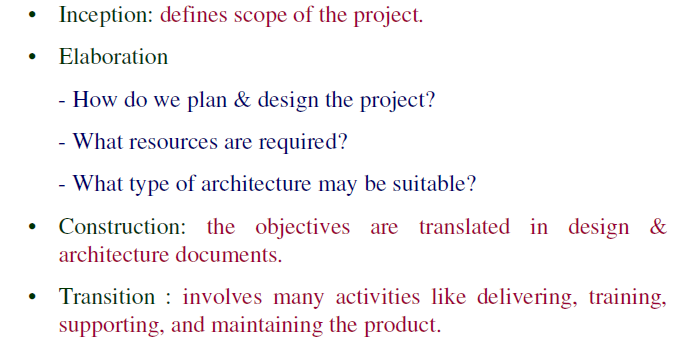 • Inception: defines scope of the project.
• Elaboration
- How do we plan & design the project?
- What resources are required?
- What type of architecture may be suitable?
• Construction: the objectives are translated in design &
architecture documents.
• Transition : involves many activities like delivering, training,
supporting, and maintaining the product.